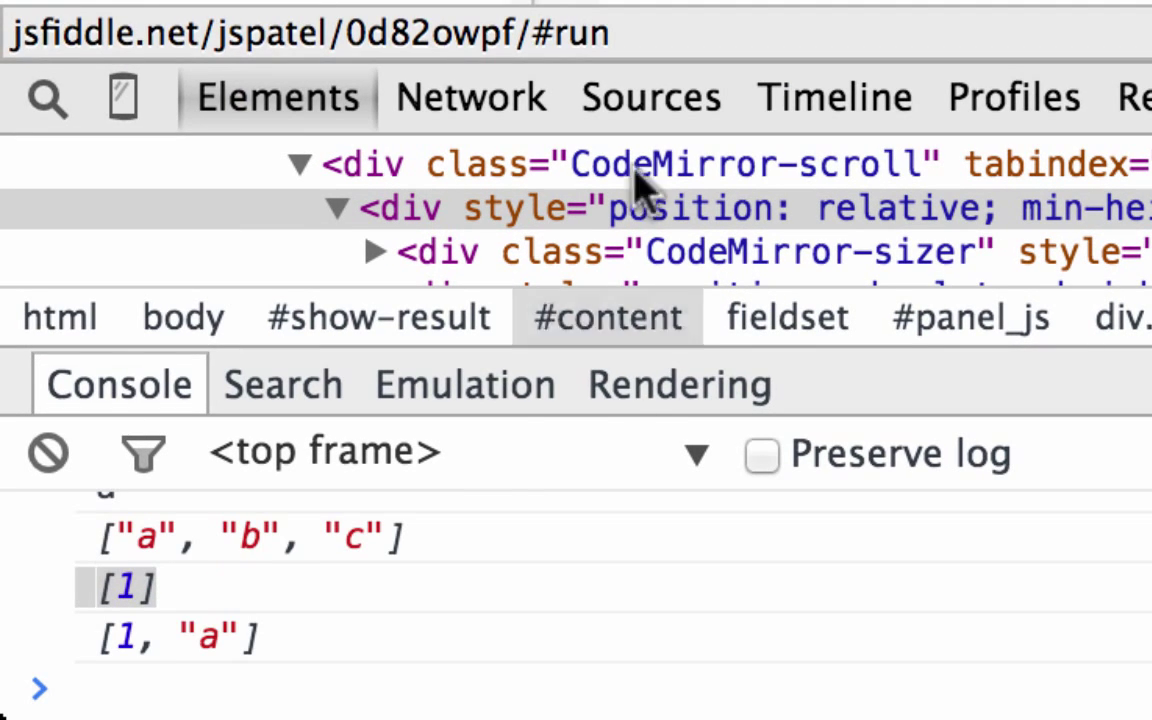 jsfiddle.net/jspatel/0d82owpf/#run
Elements Network Sources Timeline Profiles Re
<div class="CodeMirror-scroll" tabindex=
<div style="position: relative; min-hei
<div class="CodeMirror-sizer" style="
html body #show-result #content fieldset #panel_js div.
Console Search Emulation Rendering
<top frame> Preserve log
["a", "b", "c"]
[1]
[1, "a"]